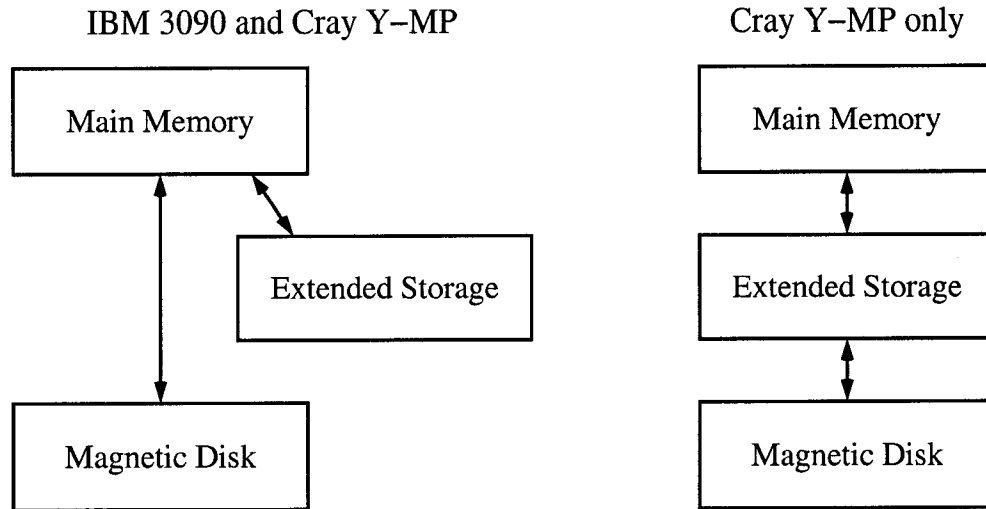 IBM 3090 and Cray Y–MP
Main Memory
Extended Storage
Magnetic Disk
Cray Y–MP only
Main Memory
Extended Storage
Magnetic Disk